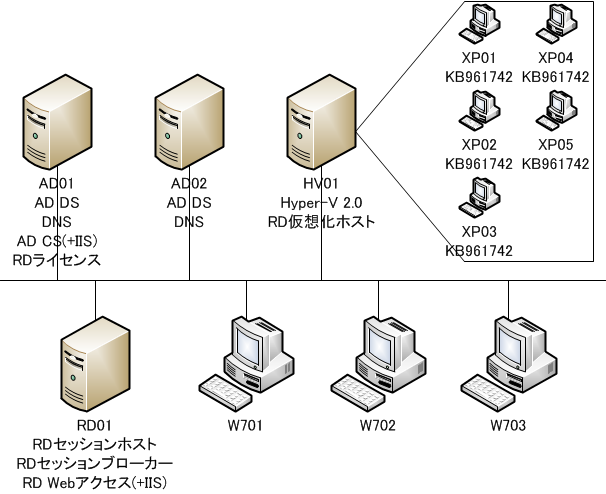 XP01
KB961742
XP04
KB961742
XP02
KB961742
XP05
KB961742
XP03
KB961742
AD01
AD DS
DNS
AD CS(+IIS)
RDライセンス
AD02
AD DS
DNS
HV01
Hyper-V 2.0
RD仮想化ホスト
RD01
RDセッションホスト
RDセッションブローカー
RD Webアクセス(+IIS)
W701
W702
W703